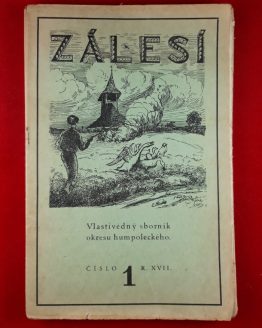 ZÁLESÍ
Vlastivědný sborník
okresu humpoleckého.
ČÍSLO 1 R. XVII.